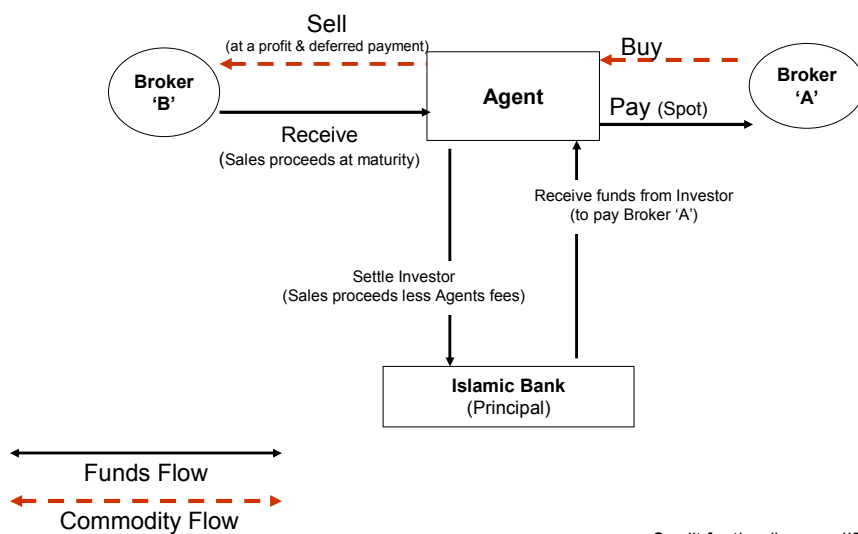 Sell
(at a profit & deferred payment)
Broker
‘B’
Receive
(Sales proceeds at maturity)
Agent
Buy
Pay (Spot)
Broker
‘A’
Receive funds from Investor
(to pay Broker ‘A’)
Settle Investor
(Sales proceeds less Agents fees)
Islamic Bank
(Principal)
Funds Flow
Commodity Flow